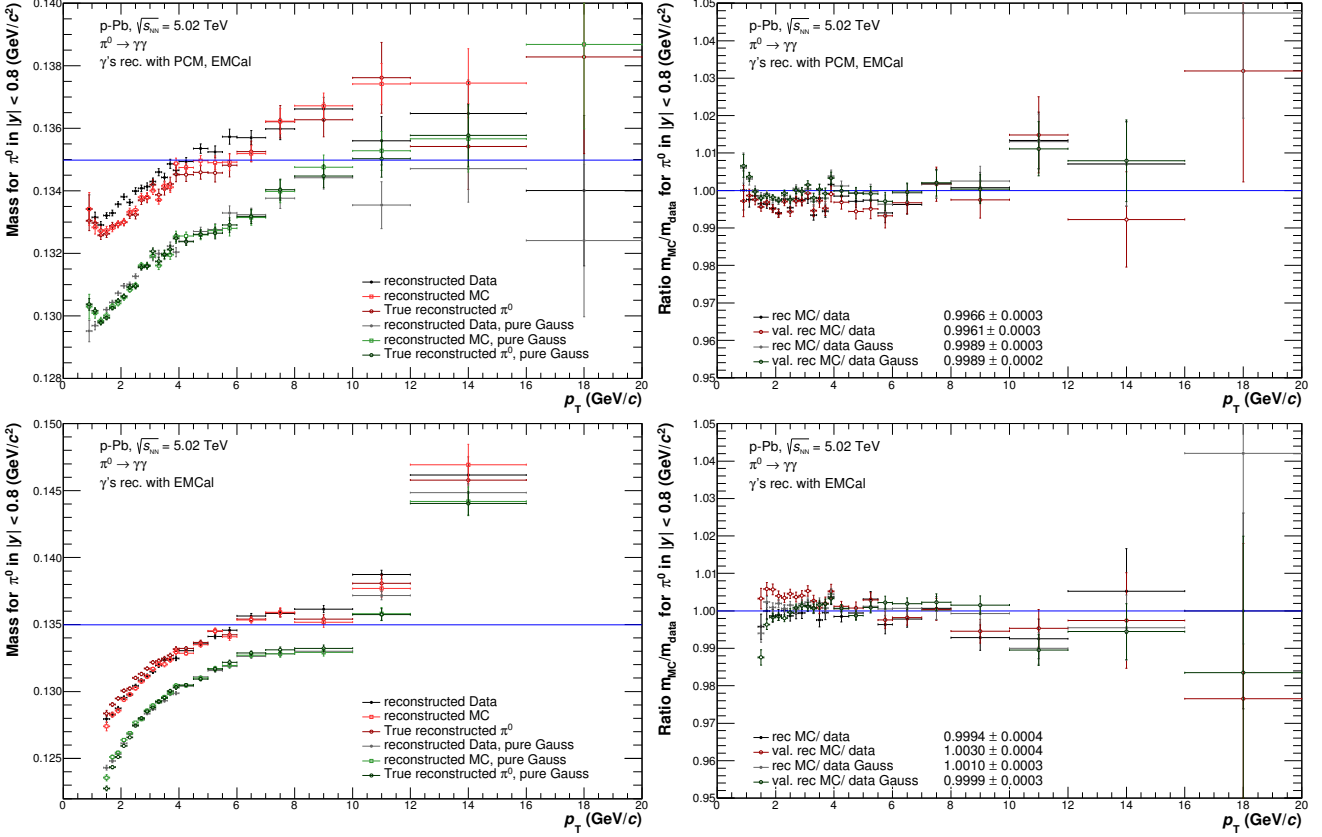 p-Pb, √s_NN = 5.02 TeV
π⁰ → γγ
γ's rec. with PCM, EMCal
Mass for π⁰ in |y| < 0.8 (GeV/c²)
0.140
0.138
0.136
0.134
0.132
0.130
0.128
reconstructed Data
reconstructed MC
True reconstructed π⁰
reconstructed Data, pure Gauss
reconstructed MC, pure Gauss
True reconstructed π⁰, pure Gauss
0 2 4 6 8 10 12 14 16 18 20
p_T (GeV/c)
p-Pb, √s_NN = 5.02 TeV
π⁰ → γγ
γ's rec. with PCM, EMCal
Ratio m_MC/m_data for π⁰ in |y| < 0.8 (GeV/c²)
1.05
1.04
1.03
1.02
1.01
1.00
0.99
0.98
0.97
0.96
0.95
rec MC/ data 0.9966 ± 0.0003
val. rec MC/ data 0.9961 ± 0.0003
rec MC/ data Gauss 0.9989 ± 0.0003
val. rec MC/ data Gauss 0.9989 ± 0.0002
0 2 4 6 8 10 12 14 16 18 20
p_T (GeV/c)
p-Pb, √s_NN = 5.02 TeV
π⁰ → γγ
γ's rec. with EMCal
Mass for π⁰ in |y| < 0.8 (GeV/c²)
0.150
0.145
0.140
0.135
0.130
0.125
reconstructed Data
reconstructed MC
True reconstructed π⁰
reconstructed Data, pure Gauss
reconstructed MC, pure Gauss
True reconstructed π⁰, pure Gauss
0 2 4 6 8 10 12 14 16 18 20
p_T (GeV/c)
p-Pb, √s_NN = 5.02 TeV
π⁰ → γγ
γ's rec. with EMCal
Ratio m_MC/m_data for π⁰ in |y| < 0.8 (GeV/c²)
1.05
1.04
1.03
1.02
1.01
1.00
0.99
0.98
0.97
0.96
0.95
rec MC/ data 0.9994 ± 0.0004
val. rec MC/ data 1.0030 ± 0.0004
rec MC/ data Gauss 1.0010 ± 0.0003
val. rec MC/ data Gauss 0.9999 ± 0.0003
0 2 4 6 8 10 12 14 16 18 20
p_T (GeV/c)